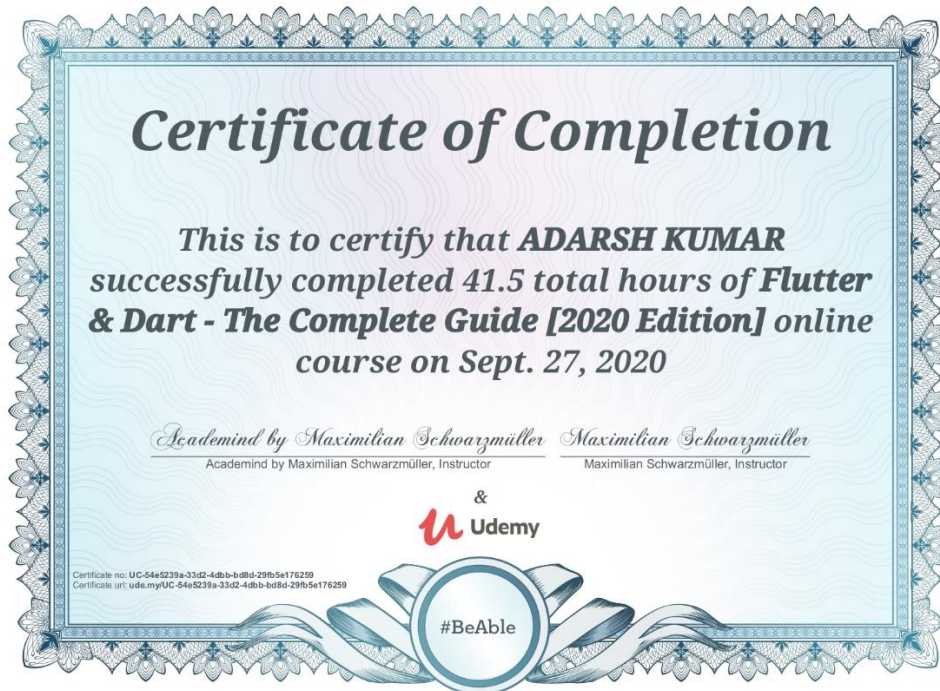 Certificate of Completion
This is to certify that ADARSH KUMAR
successfully completed 41.5 total hours of Flutter
& Dart - The Complete Guide [2020 Edition] online
course on Sept. 27, 2020
Academind by Maximilian Schwarzmüller Maximilian Schwarzmüller
Academind by Maximilian Schwarzmüller, Instructor Maximilian Schwarzmüller, Instructor
&
Udemy
Certificate no: UC-54e5239a-33d2-4dbb-bd8d-29fb5e176259
Certificate url: ude.my/UC-54e5239a-33d2-4dbb-bd8d-29fb5e176259
#BeAble